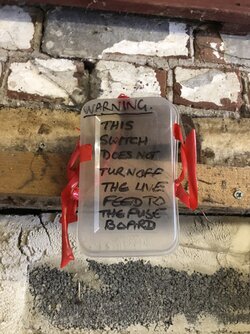 WARNING.
THIS
SWITCH
DOES NOT
TURN OFF
THE LIVE
FEED TO
THE FUSE
BOARD